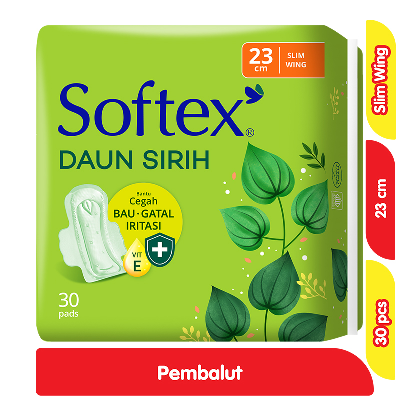 23
cm
SLIM
WING
Softex®
DAUN SIRIH
Bantu
Cegah
BAU · GATAL
IRITASI
VIT
E
30
pads
Slim Wing
23 cm
30 pcs
Pembalut